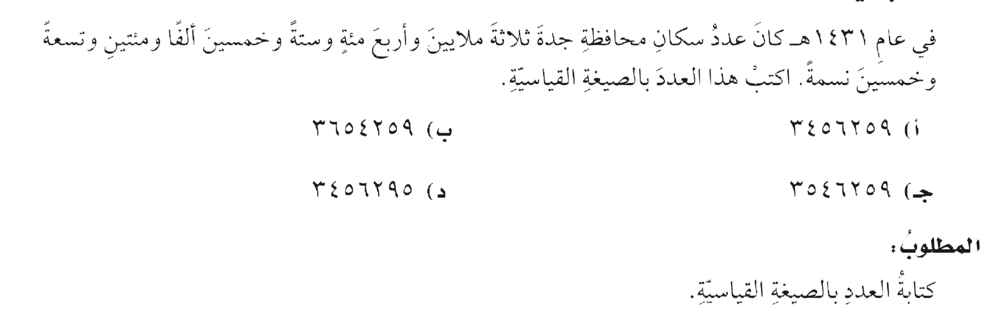 في عامِ ١٤٣١هـ كانَ عددُ سكانِ محافظةِ جدةَ ثلاثةَ ملايينَ وأربعَ مئةٍ وستةً وخمسينَ ألفًا ومئتينِ وتسعةً
وخمسينَ نسمةً. اكتبْ هذا العددَ بالصيغةِ القياسيّةِ.
أ) ٣٤٥٦٢٥٩ ب) ٣٦٥٤٢٥٩
جـ) ٣٥٤٦٢٥٩ د) ٣٤٥٦٢٩٥
المطلوبُ:
كتابةُ العددِ بالصيغةِ القياسيّةِ.